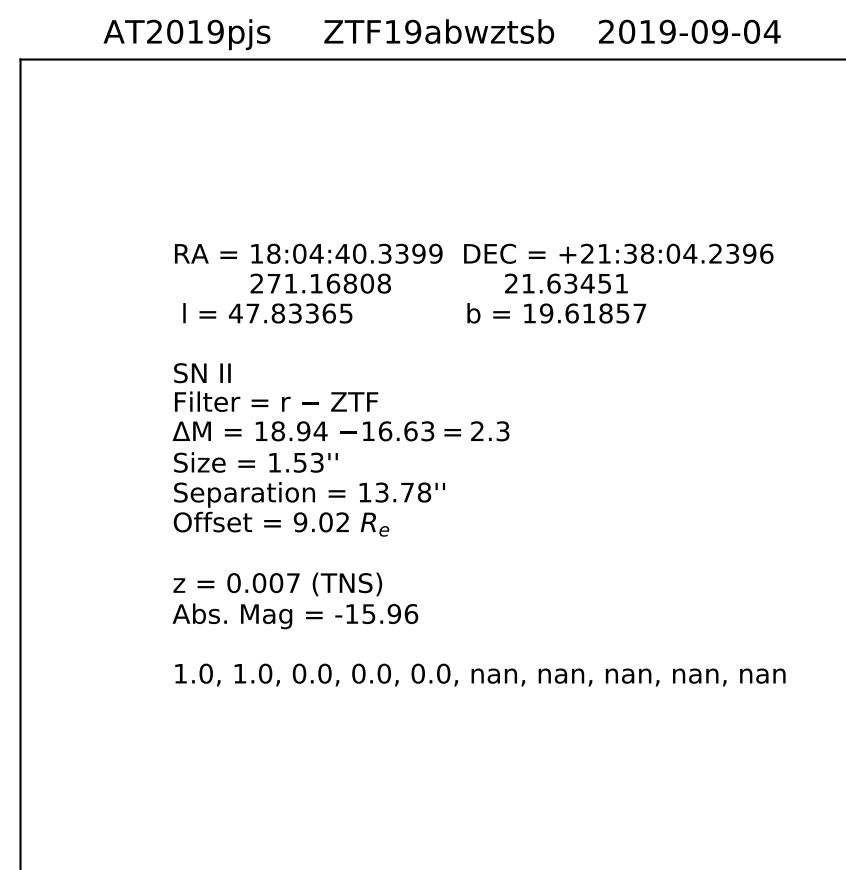 AT2019pjs ZTF19abwztsb 2019-09-04
RA = 18:04:40.3399 DEC = +21:38:04.2396
271.16808 21.63451
l = 47.83365 b = 19.61857
SN II
Filter = r − ZTF
ΔM = 18.94 −16.63 = 2.3
Size = 1.53''
Separation = 13.78''
Offset = 9.02 Rₑ
z = 0.007 (TNS)
Abs. Mag = -15.96
1.0, 1.0, 0.0, 0.0, 0.0, nan, nan, nan, nan, nan